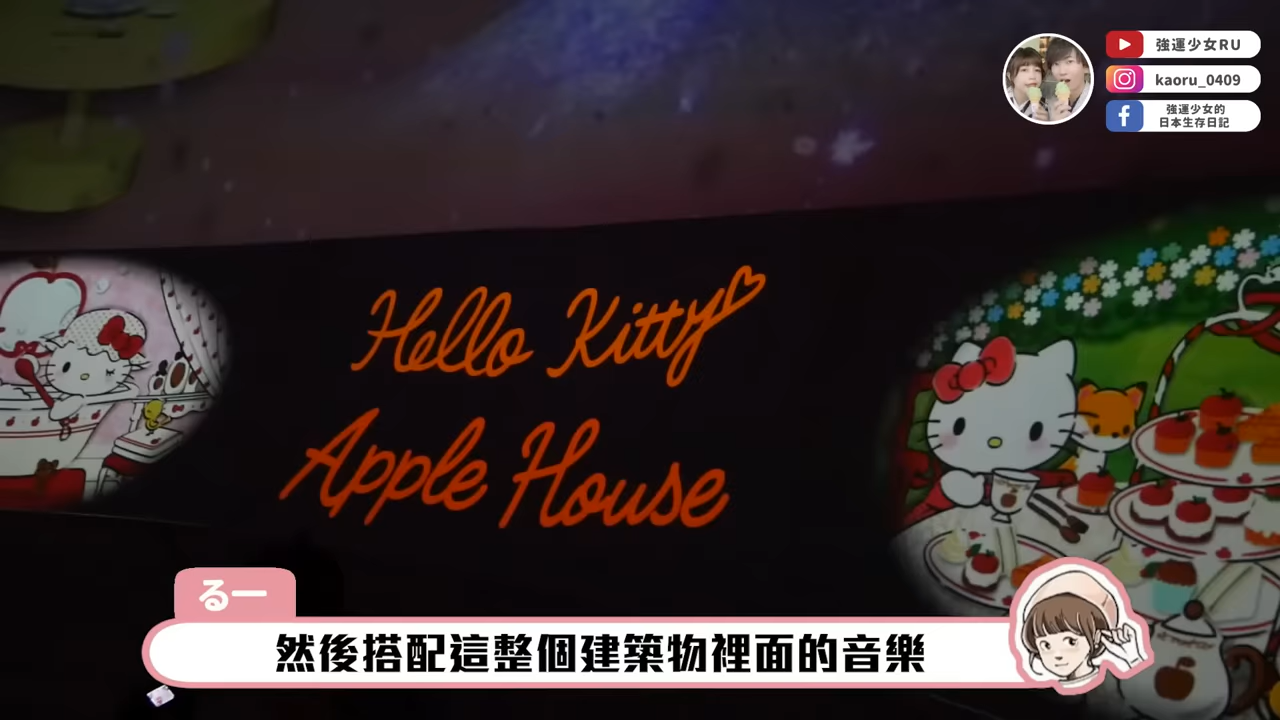 強運少女RU
kaoru_0409
強運少女的
日本生存日記
Hello Kitty
Apple House
るー
然後搭配這整個建築物裡面的音樂